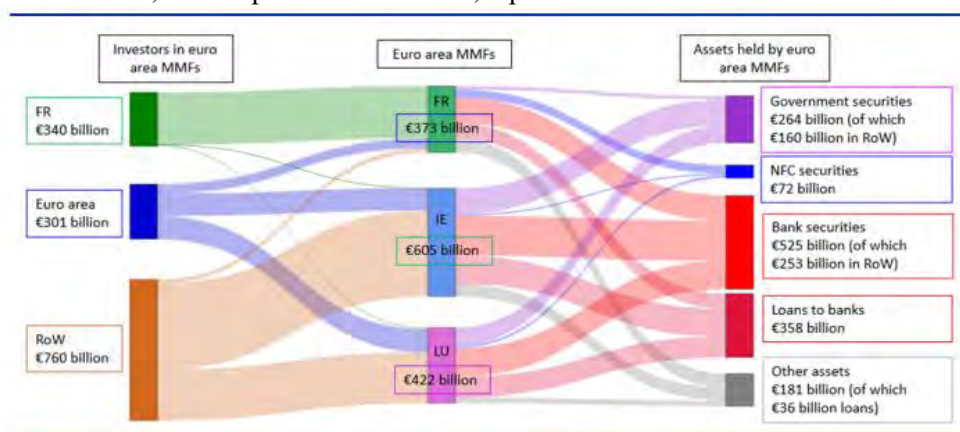 Investors in euro
area MMFs
Euro area MMFs
Assets held by euro
area MMFs
FR
€340 billion
Euro area
€301 billion
RoW
€760 billion
FR
€373 billion
IE
€605 billion
LU
€422 billion
Government securities
€264 billion (of which
€160 billion in RoW)
NFC securities
€72 billion
Bank securities
€525 billion (of which
€253 billion in RoW)
Loans to banks
€358 billion
Other assets
€181 billion (of which
€36 billion loans)